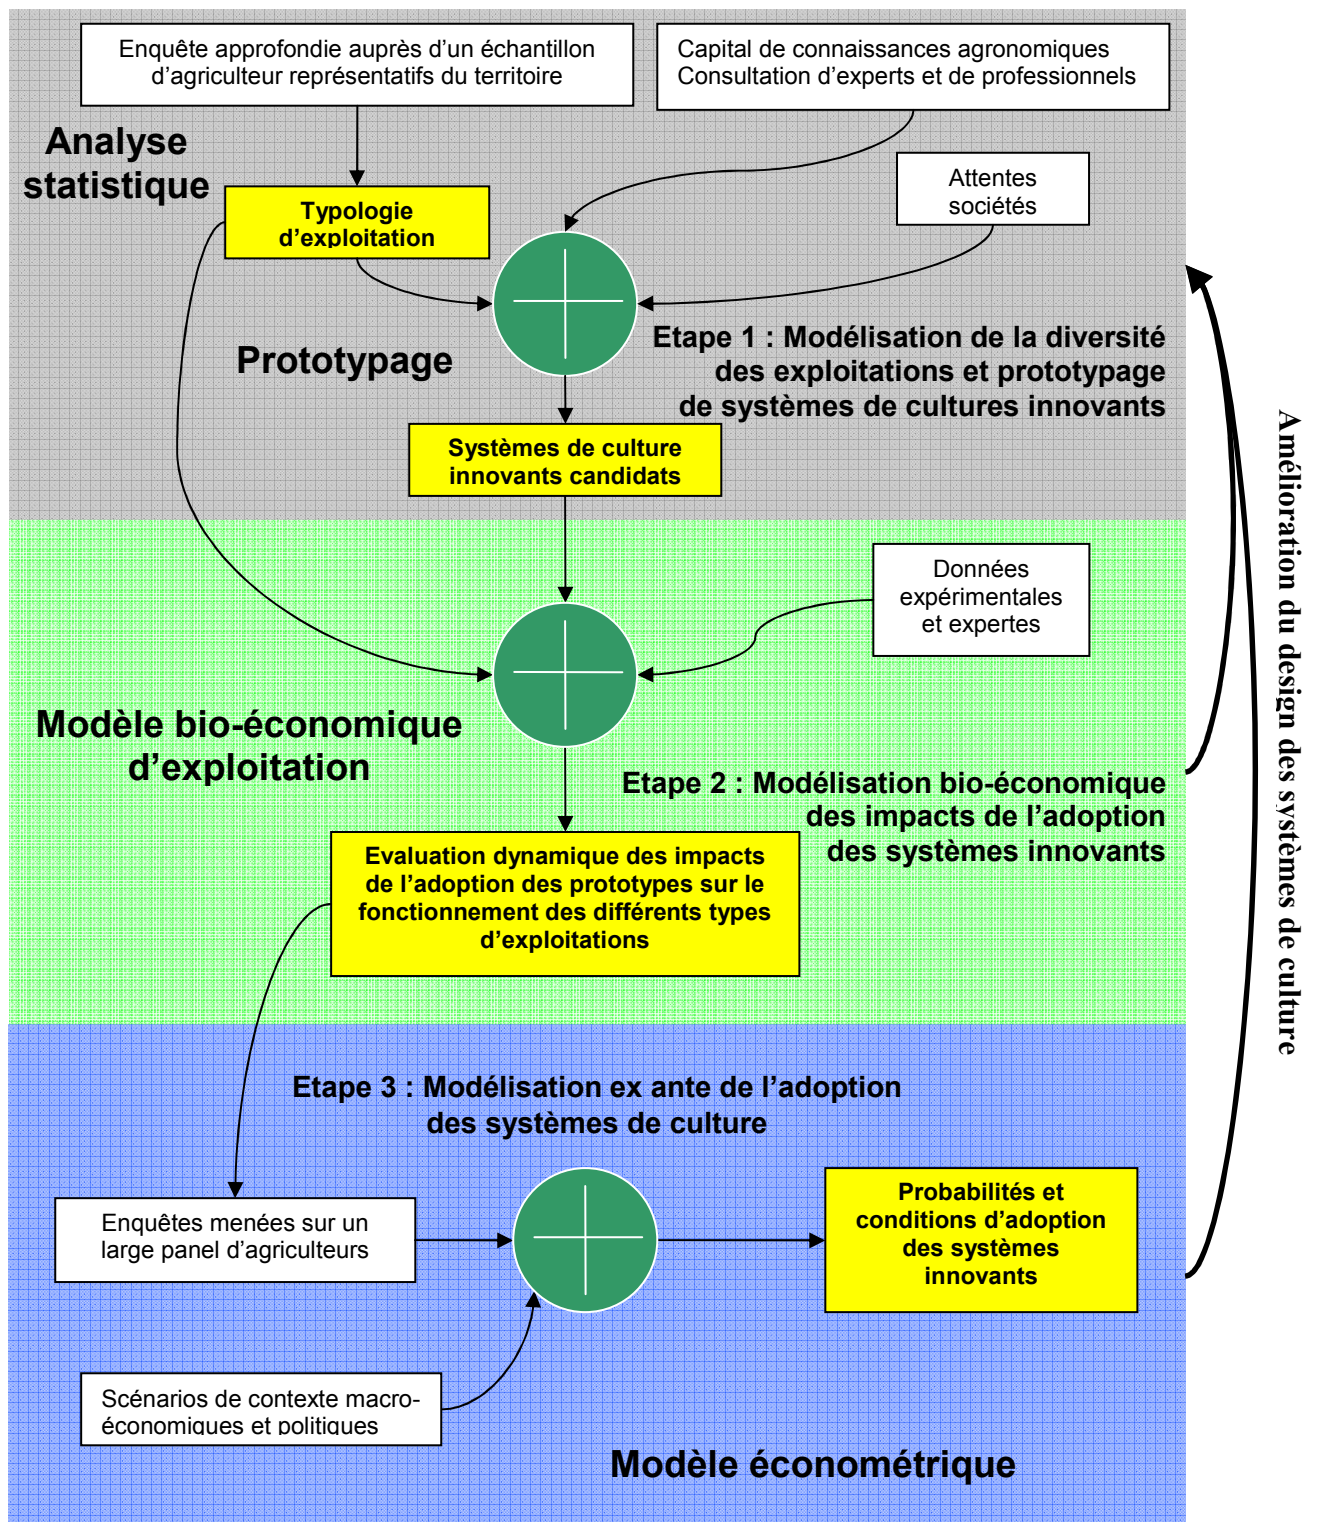 Enquête approfondie auprès d’un échantillon
d’agriculteur représentatifs du territoire
Capital de connaissances agronomiques
Consultation d’experts et de professionnels
Analyse
statistique
Attentes
sociétés
Typologie
d’exploitation
Prototypage
Etape 1 : Modélisation de la diversité
des exploitations et prototypage
de systèmes de cultures innovants
Systèmes de culture
innovants candidats
Amélioration du design des systèmes de culture
Données
expérimentales
et expertes
Modèle bio-économique
d’exploitation
Etape 2 : Modélisation bio-économique
des impacts de l’adoption
des systèmes innovants
Evaluation dynamique des impacts
de l’adoption des prototypes sur le
fonctionnement des différents types
d’exploitations
Etape 3 : Modélisation ex ante de l’adoption
des systèmes de culture
Enquêtes menées sur un
large panel d’agriculteurs
Probabilités et
conditions d’adoption
des systèmes
innovants
Scénarios de contexte macro-
économiques et politiques
Modèle économétrique